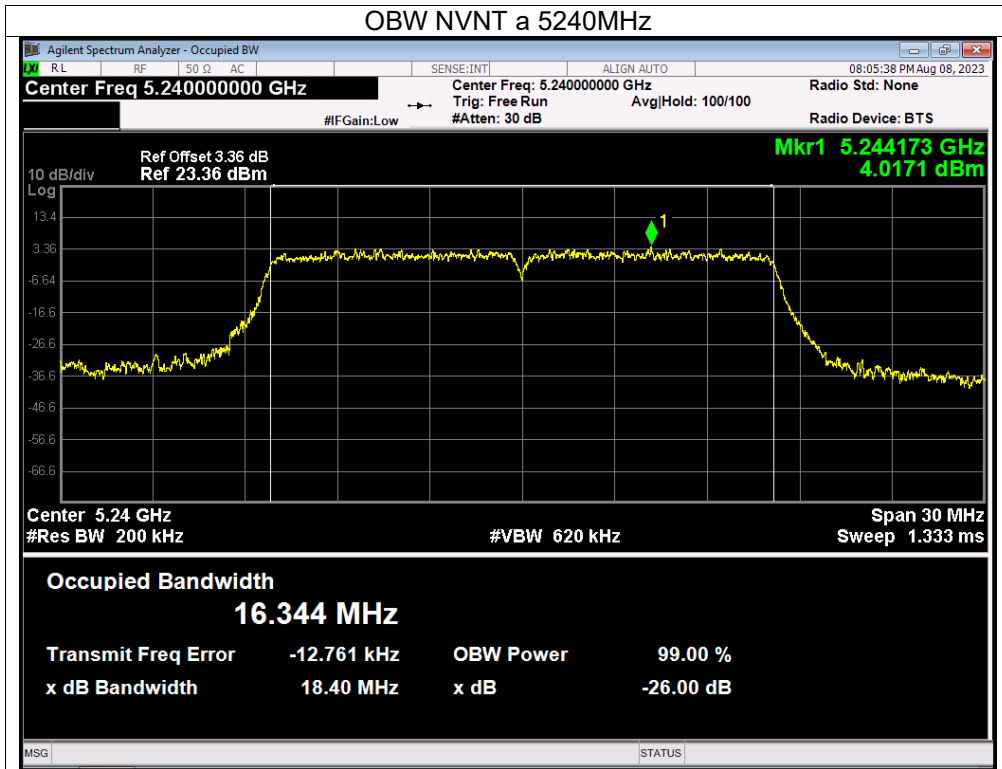 OBW NVNT a 5240MHz
Agilent Spectrum Analyzer - Occupied BW
LXI RL RF 50 Ω AC SENSE:INT ALIGN AUTO 08:05:38 PM Aug 08, 2023
Center Freq 5.240000000 GHz Center Freq: 5.240000000 GHz Radio Std: None
Trig: Free Run Avg|Hold: 100/100
#IFGain:Low #Atten: 30 dB Radio Device: BTS
Mkr1 5.244173 GHz
4.0171 dBm
Ref Offset 3.36 dB
10 dB/div Ref 23.36 dBm
Log
13.4
1
3.36
-6.64
-16.6
-26.6
-36.6
-46.6
-56.6
-66.6
Center 5.24 GHz Span 30 MHz
#Res BW 200 kHz #VBW 620 kHz Sweep 1.333 ms
Occupied Bandwidth
16.344 MHz
Transmit Freq Error -12.761 kHz OBW Power 99.00 %
x dB Bandwidth 18.40 MHz x dB -26.00 dB
MSG STATUS